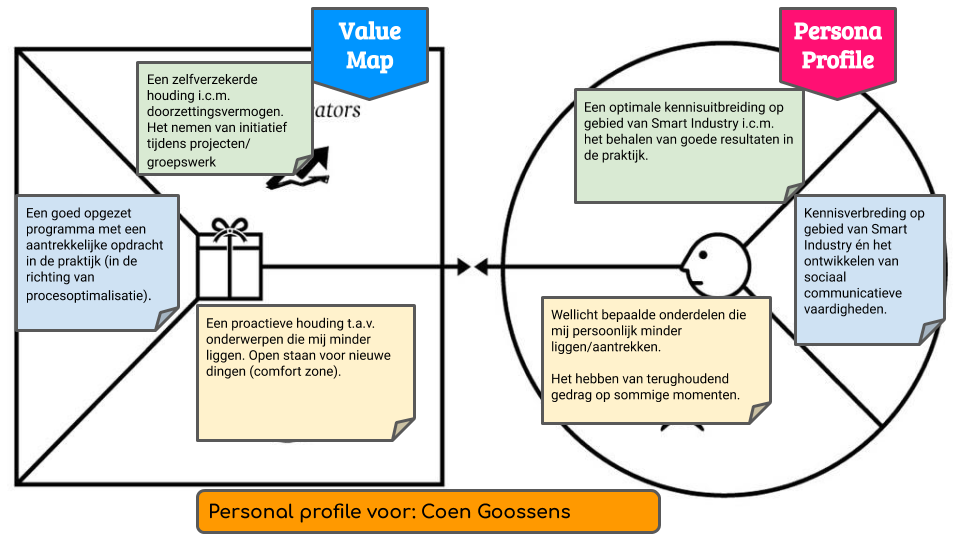 Value
Map
Persona
Profile
Een zelfverzekerde
houding i.c.m.
doorzettingsvermogen.
Het nemen van initiatief
tijdens projecten/
groepswerk
ators
Een optimale kennisuitbreiding op
gebied van Smart Industry i.c.m.
het behalen van goede resultaten in
de praktijk.
Een goed opgezet
programma met een
aantrekkelijke opdracht
in de praktijk (in de
richting van
procesoptimalisatie).
Kennisverbreding op
gebied van Smart
Industry én het
ontwikkelen van
sociaal
communicatieve
vaardigheden.
Een proactieve houding t.a.v.
onderwerpen die mij minder
liggen. Open staan voor nieuwe
dingen (comfort zone).
Wellicht bepaalde onderdelen die
mij persoonlijk minder
liggen/aantrekken.
Het hebben van terughoudend
gedrag op sommige momenten.
Personal profile voor: Coen Goossens